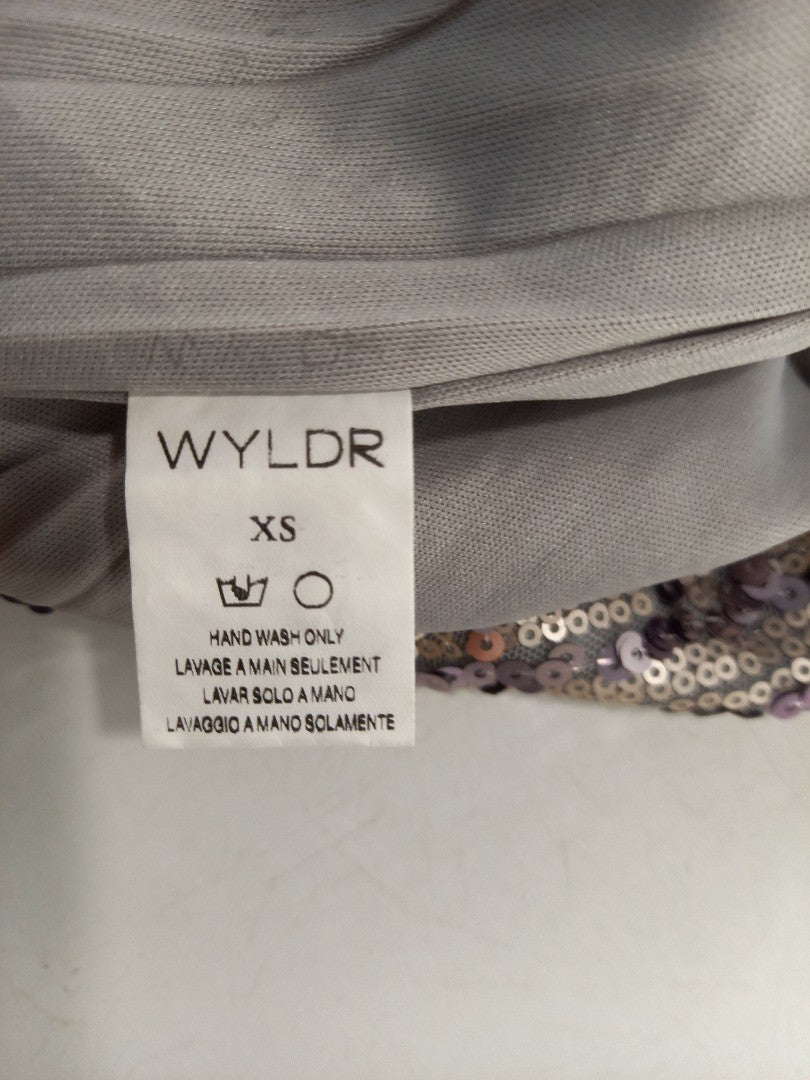 WYLDR
XS
HAND WASH ONLY
LAVAGE A MAIN SEULEMENT
LAVAR SOLO A MANO
LAVAGGIO A MANO SOLAMENTE